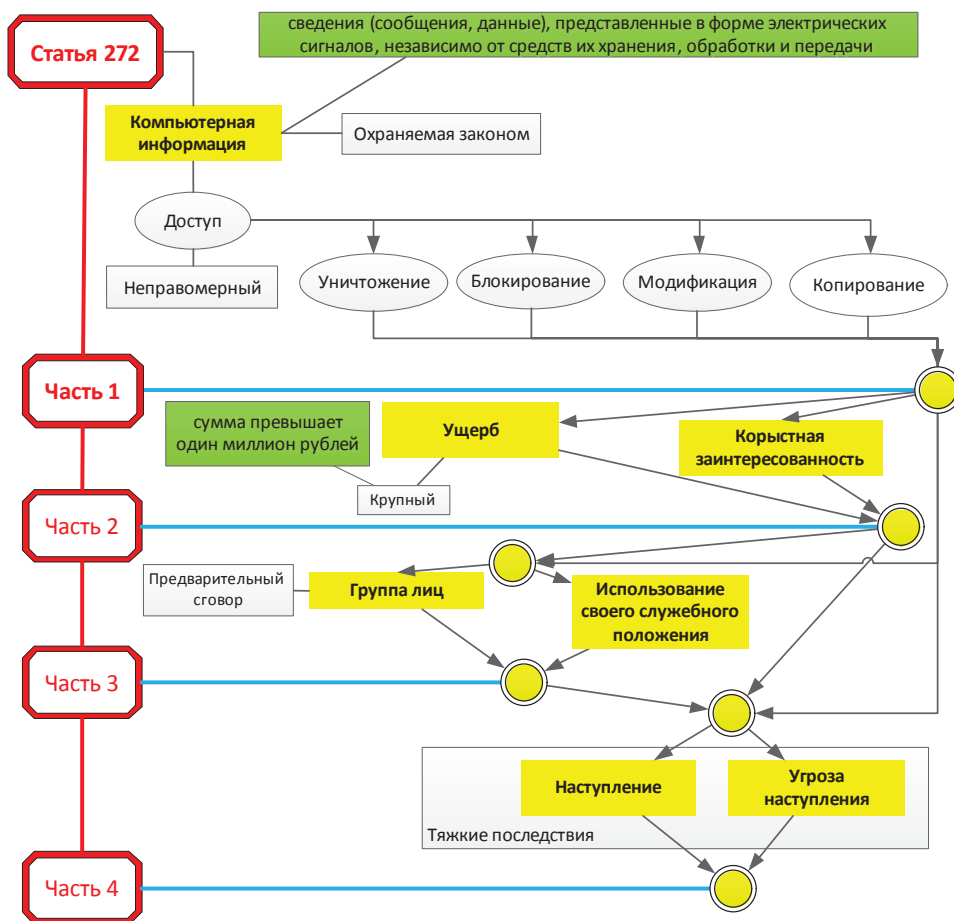 сведения (сообщения, данные), представленные в форме электрических
сигналов, независимо от средств их хранения, обработки и передачи
Статья 272
Компьютерная
информация
Охраняемая законом
Доступ
Неправомерный
Уничтожение
Блокирование
Модификация
Копирование
Часть 1
сумма превышает
один миллион рублей
Ущерб
Корыстная
заинтересованность
Крупный
Часть 2
Предварительный
сговор
Группа лиц
Использование
своего служебного
положения
Часть 3
Наступление
Угроза
наступления
Тяжкие последствия
Часть 4